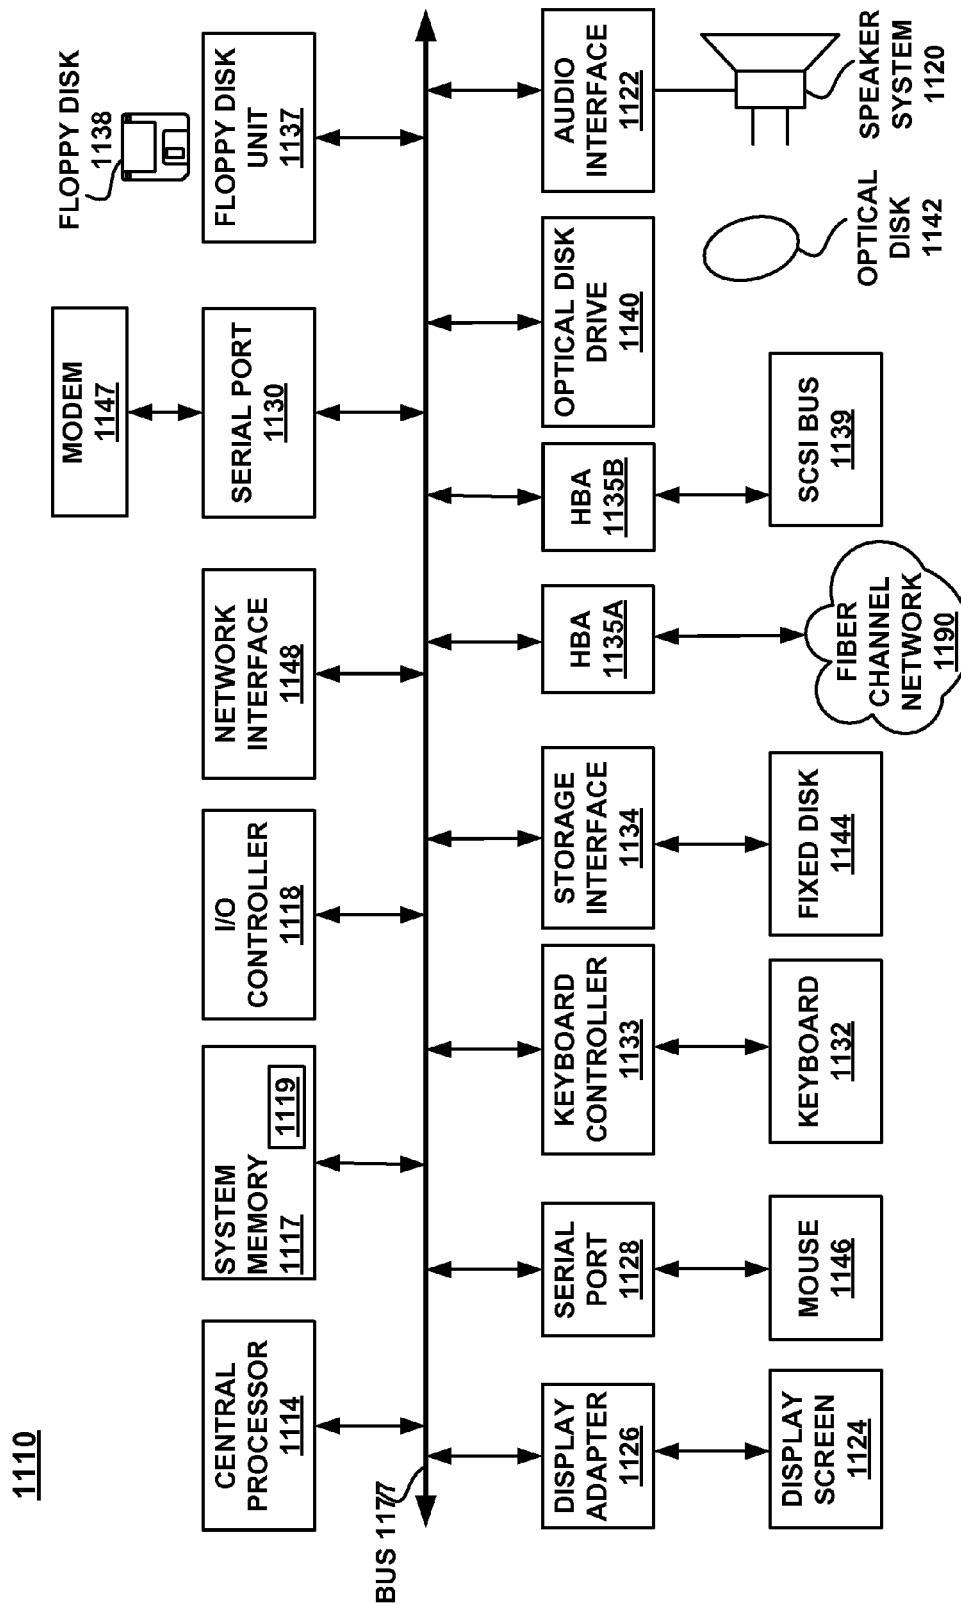 1110
MODEM
1147
FLOPPY DISK
1138
CENTRAL
PROCESSOR
1114
SYSTEM
MEMORY
1117
1119
I/O
CONTROLLER
1118
NETWORK
INTERFACE
1148
SERIAL PORT
1130
FLOPPY DISK
UNIT
1137
BUS 1177
DISPLAY
ADAPTER
1126
SERIAL
PORT
1128
KEYBOARD
CONTROLLER
1133
STORAGE
INTERFACE
1134
HBA
1135A
HBA
1135B
OPTICAL DISK
DRIVE
1140
AUDIO
INTERFACE
1122
DISPLAY
SCREEN
1124
MOUSE
1146
KEYBOARD
1132
FIXED DISK
1144
FIBER
CHANNEL
NETWORK
1190
SCSI BUS
1139
OPTICAL
DISK
1142
SPEAKER
SYSTEM
1120